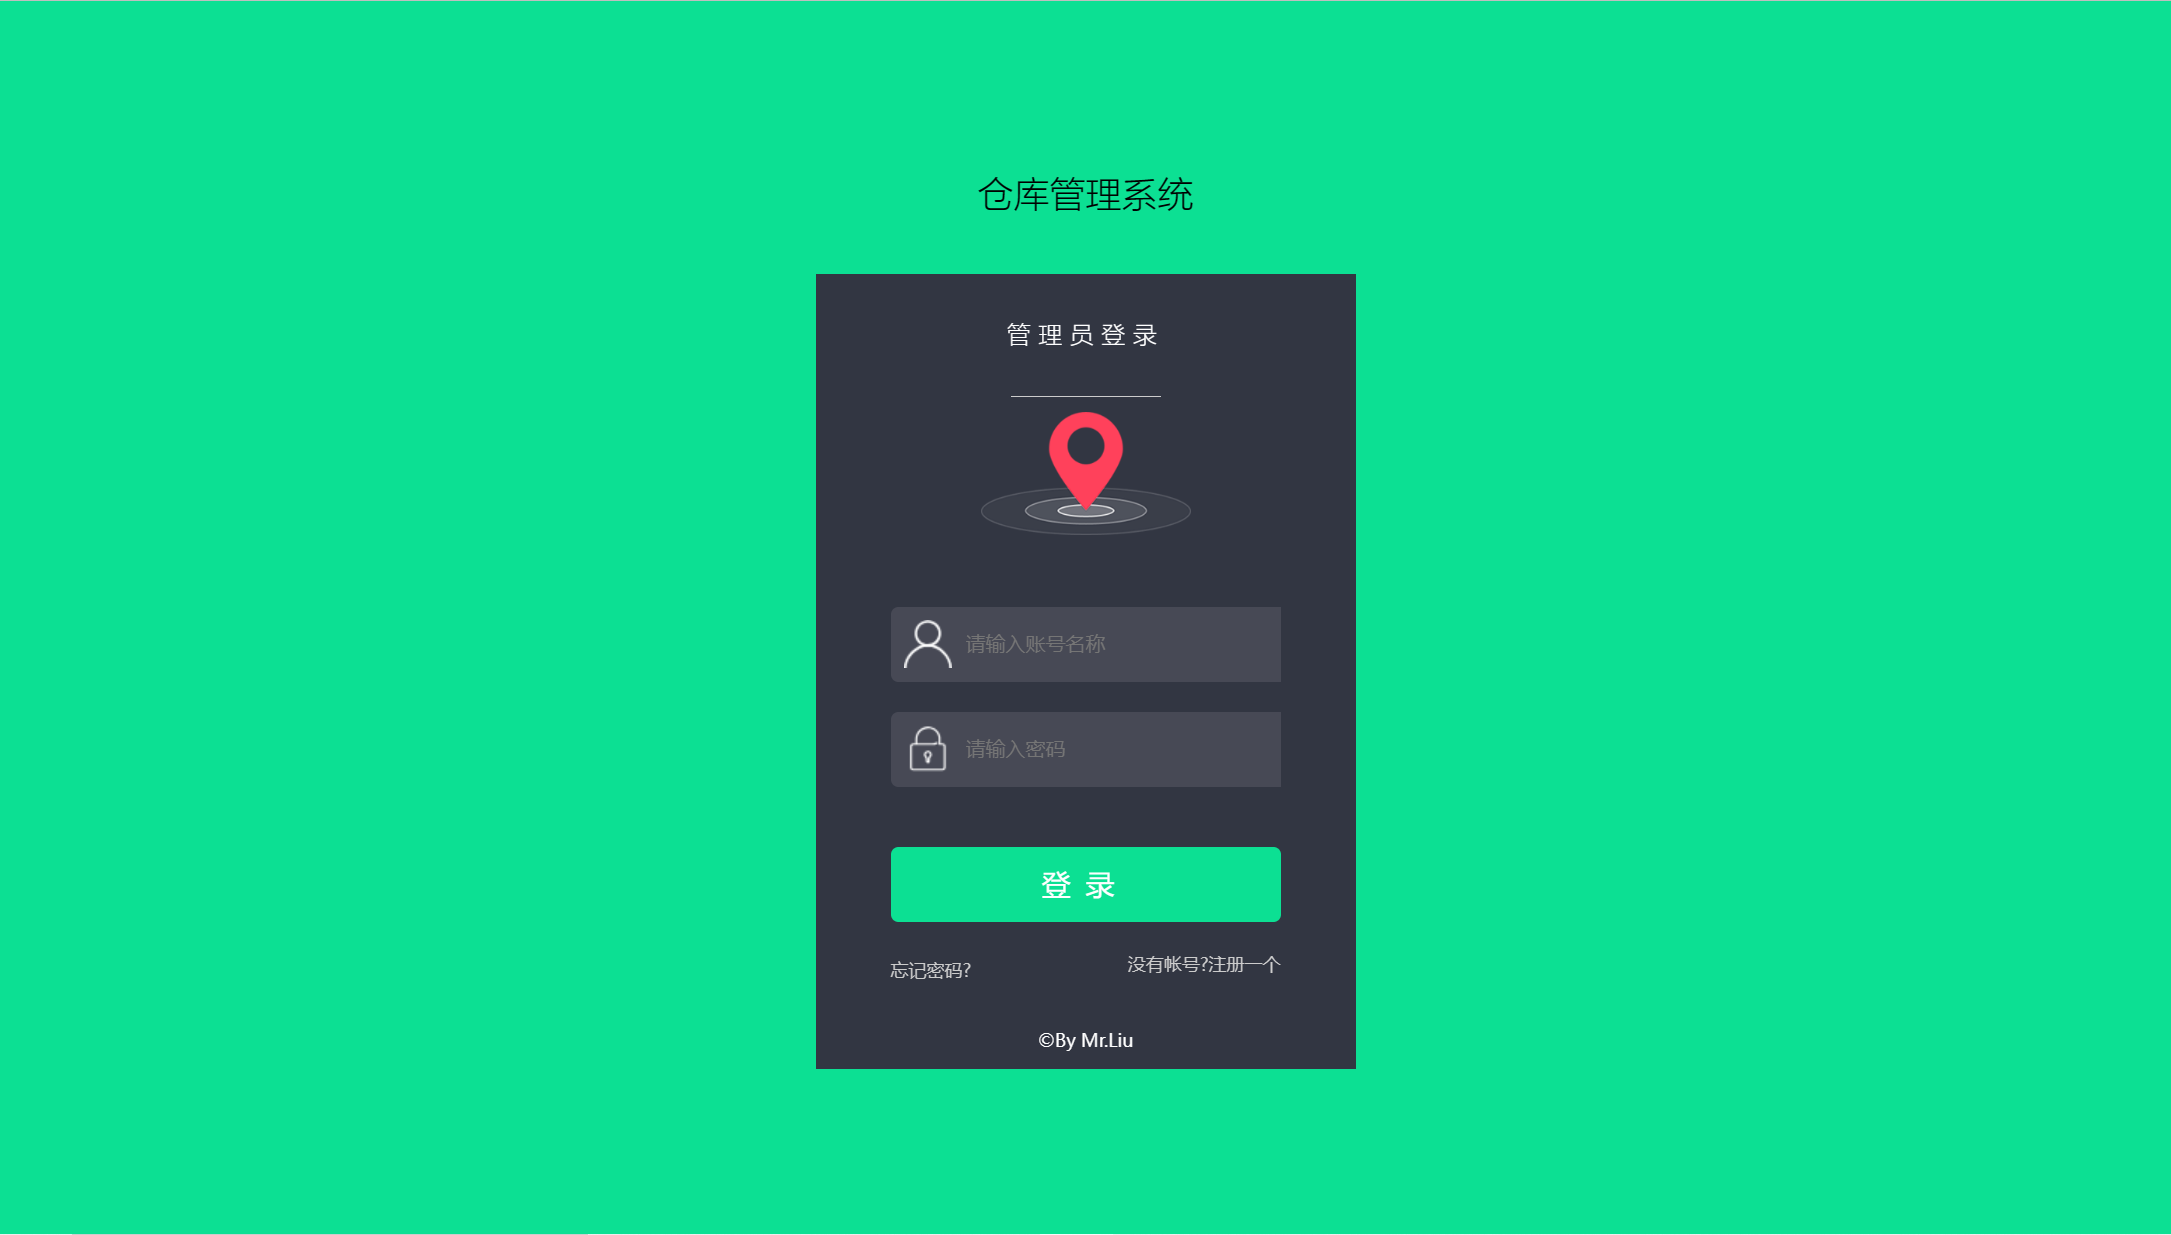 仓库管理系统
管理员登录
请输入账号名称
请输入密码
登 录
忘记密码?
没有帐号?注册一个
©By Mr.Liu